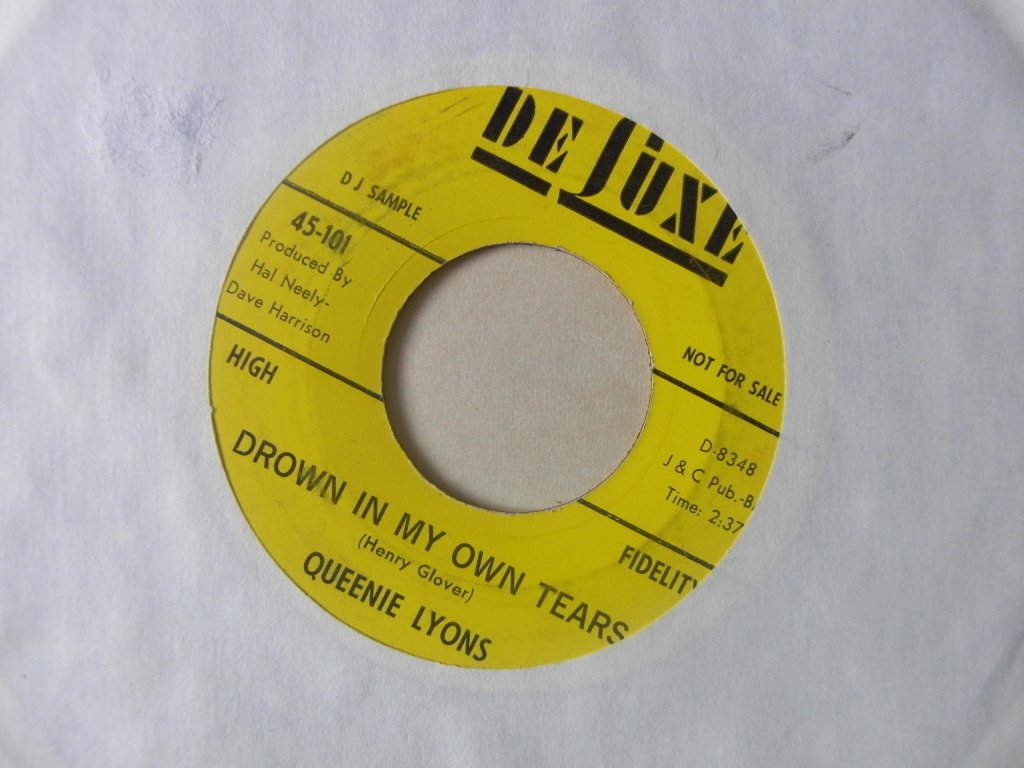 DE LUXE
DJ SAMPLE
45-101
Produced By
Hal Neely-
Dave Harrison
HIGH
NOT FOR SALE
D-8348
J & C Pub.-B
Time: 2:37
FIDELITY
DROWN IN MY OWN TEARS
(Henry Glover)
QUEENIE LYONS